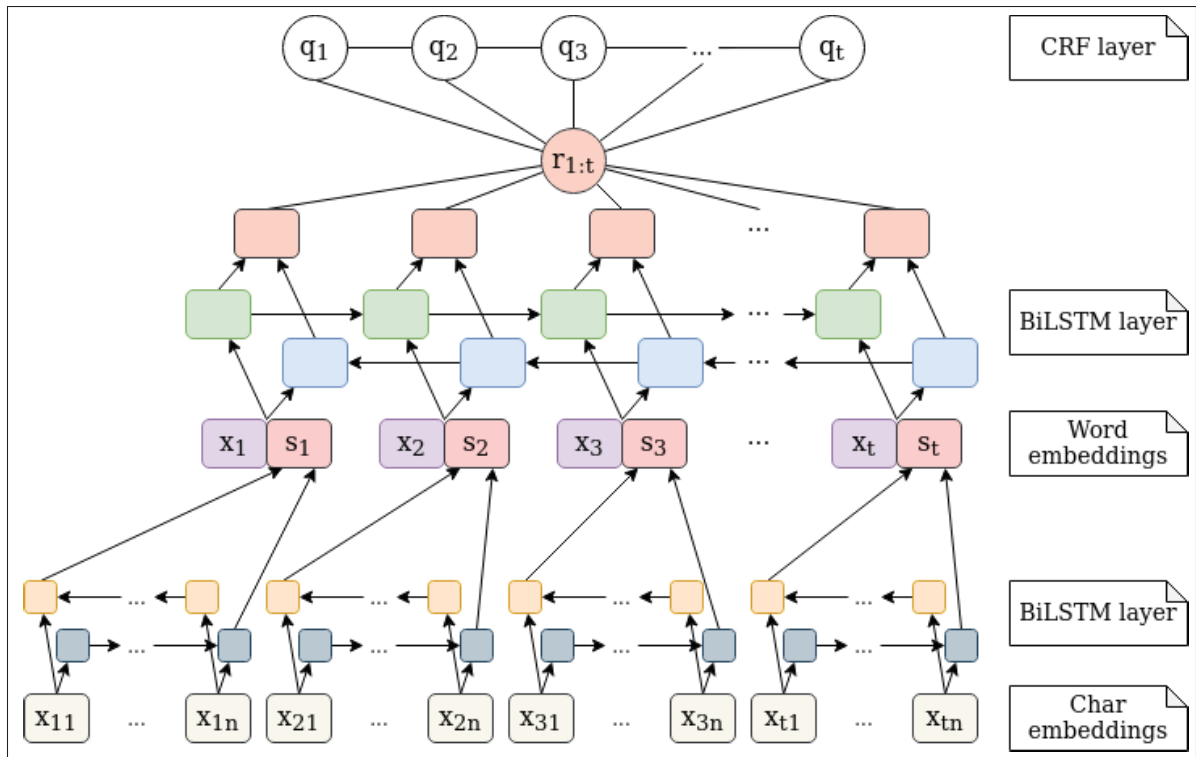 q1 q2 q3 ... qt
CRF layer
r1:t
...
...
BiLSTM layer
...
x1 s1 x2 s2 x3 s3 ... xt st
Word
embeddings
... ... ... ...
BiLSTM layer
... ... ... ...
x11 ... x1n x21 ... x2n x31 ... x3n xt1 ... xtn
Char
embeddings